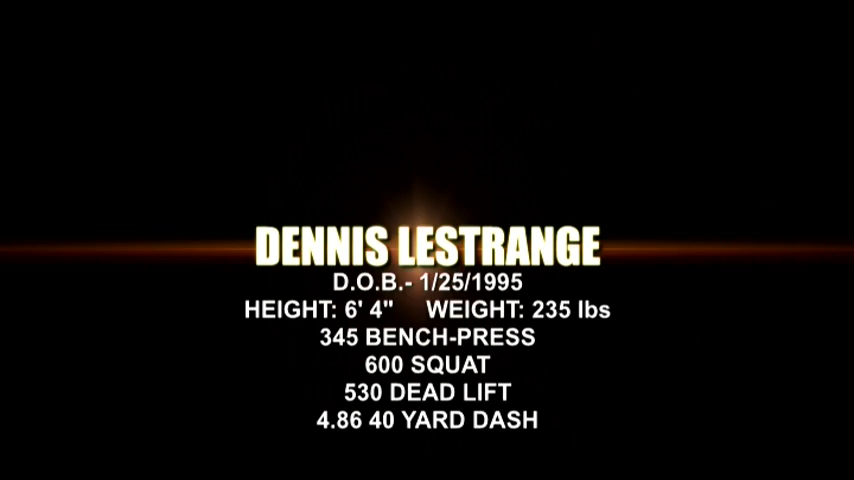 DENNIS LESTRANGE
D.O.B.- 1/25/1995
HEIGHT: 6' 4" WEIGHT: 235 lbs
345 BENCH-PRESS
600 SQUAT
530 DEAD LIFT
4.86 40 YARD DASH